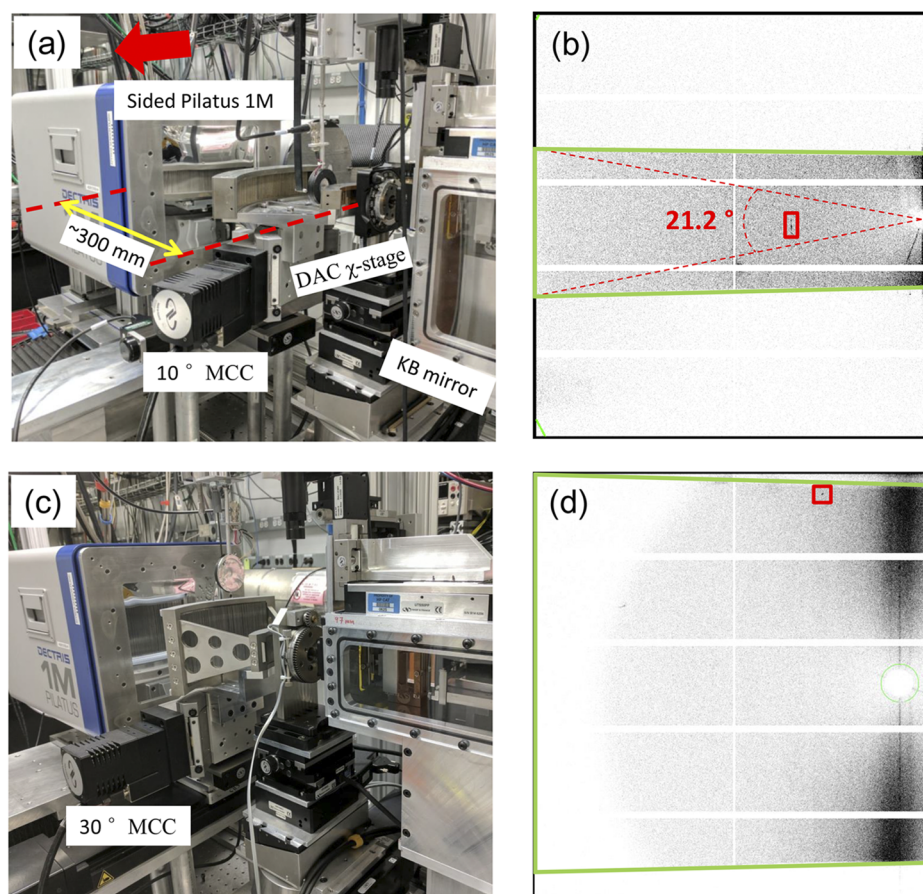 (a)
Sided Pilatus 1M
DECTRIS
PILATUS
~300 mm
DAC χ-stage
10 ° MCC
KB mirror
(b)
21.2 °
(c)
DECTRIS
1M
PILATUS
30 ° MCC
(d)